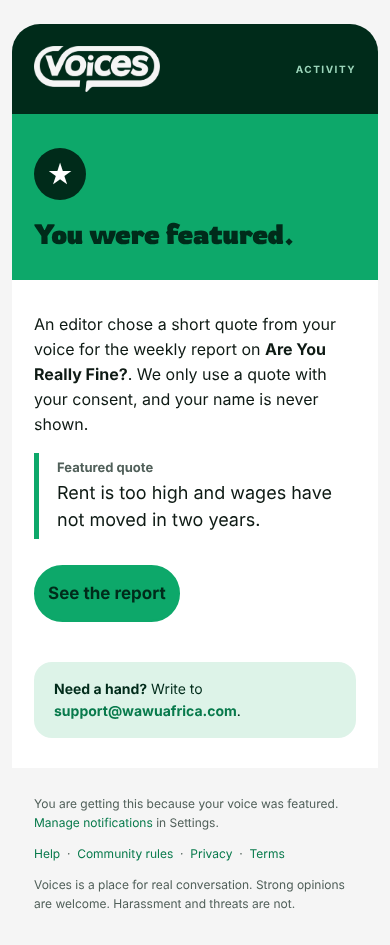 Voices
ACTIVITY
You were featured.
An editor chose a short quote from your
voice for the weekly report on Are You
Really Fine?. We only use a quote with
your consent, and your name is never
shown.
Featured quote
Rent is too high and wages have
not moved in two years.
See the report
Need a hand? Write to
support@wawuafrica.com.
You are getting this because your voice was featured.
Manage notifications in Settings.
Help · Community rules · Privacy · Terms
Voices is a place for real conversation. Strong opinions
are welcome. Harassment and threats are not.